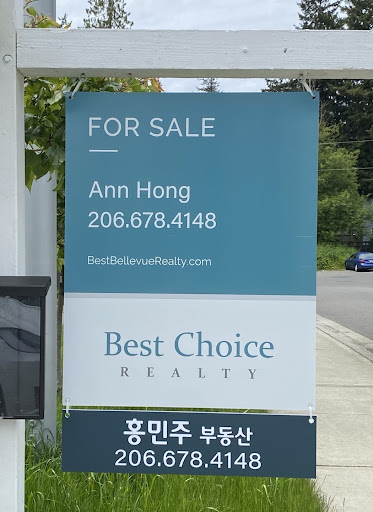 FOR SALE
Ann Hong
206.678.4148
BestBellevueRealty.com
Best Choice
REALTY
홍민주 부동산
206.678.4148